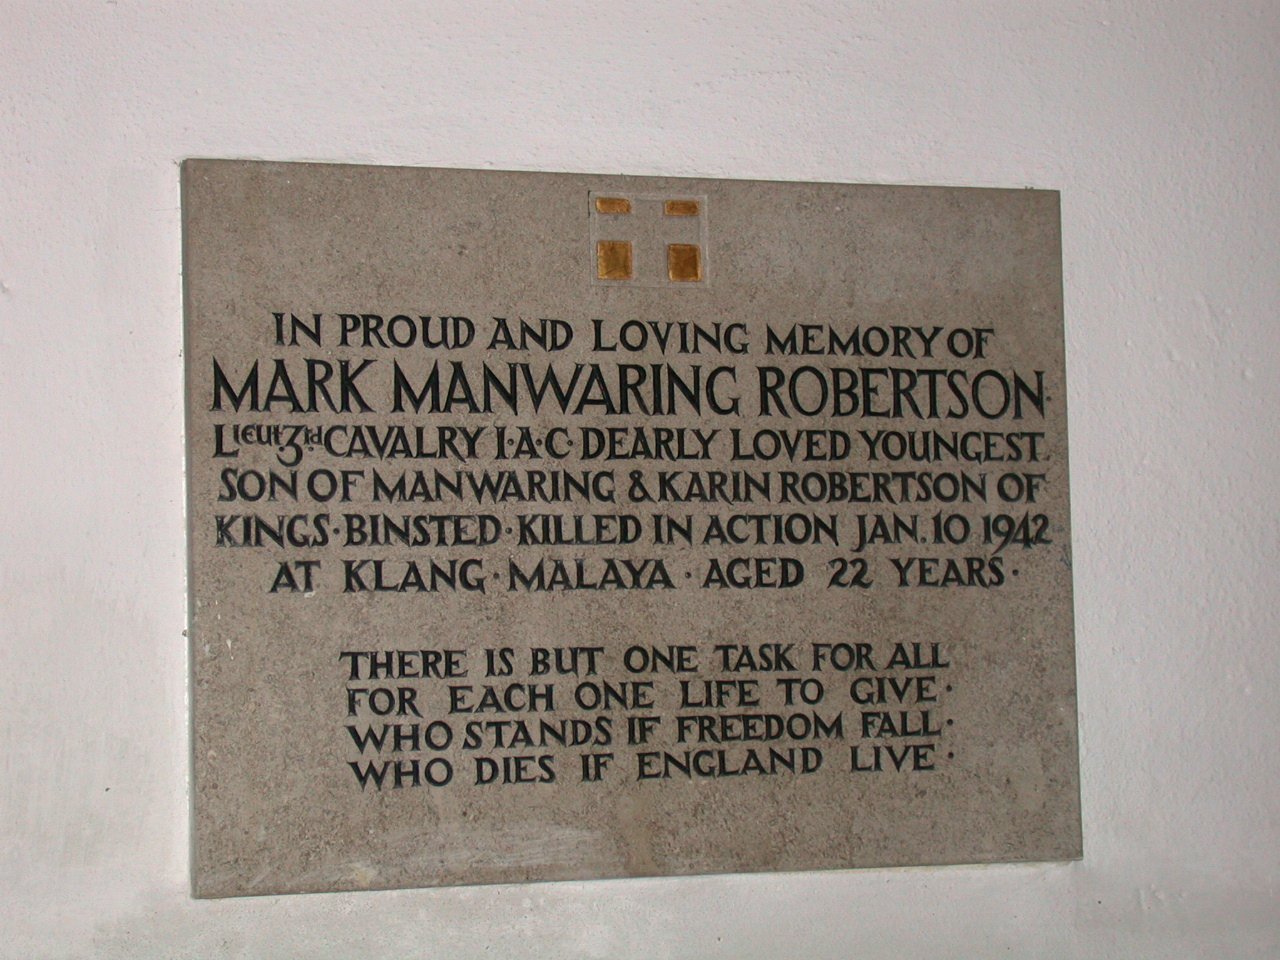 IN PROUD AND LOVING MEMORY OF
MARK MANWARING ROBERTSON·
Lieut. 3rd CAVALRY I·A·C· DEARLY LOVED YOUNGEST
SON OF MANWARING & KARIN ROBERTSON OF
KINGS·BINSTED·KILLED IN ACTION JAN. 10 1942
AT KLANG·MALAYA·AGED 22 YEARS·
THERE IS BUT ONE TASK FOR ALL
FOR EACH ONE LIFE TO GIVE·
WHO STANDS IF FREEDOM FALL·
WHO DIES IF ENGLAND LIVE·